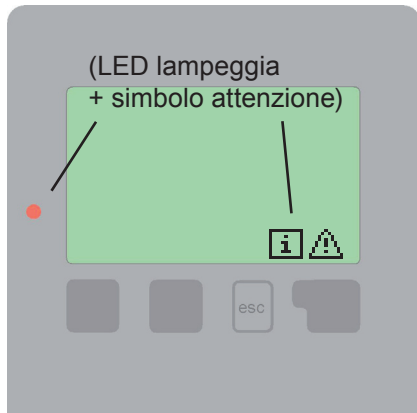 (LED lampeggia
+ simbolo attenzione)
i
esc